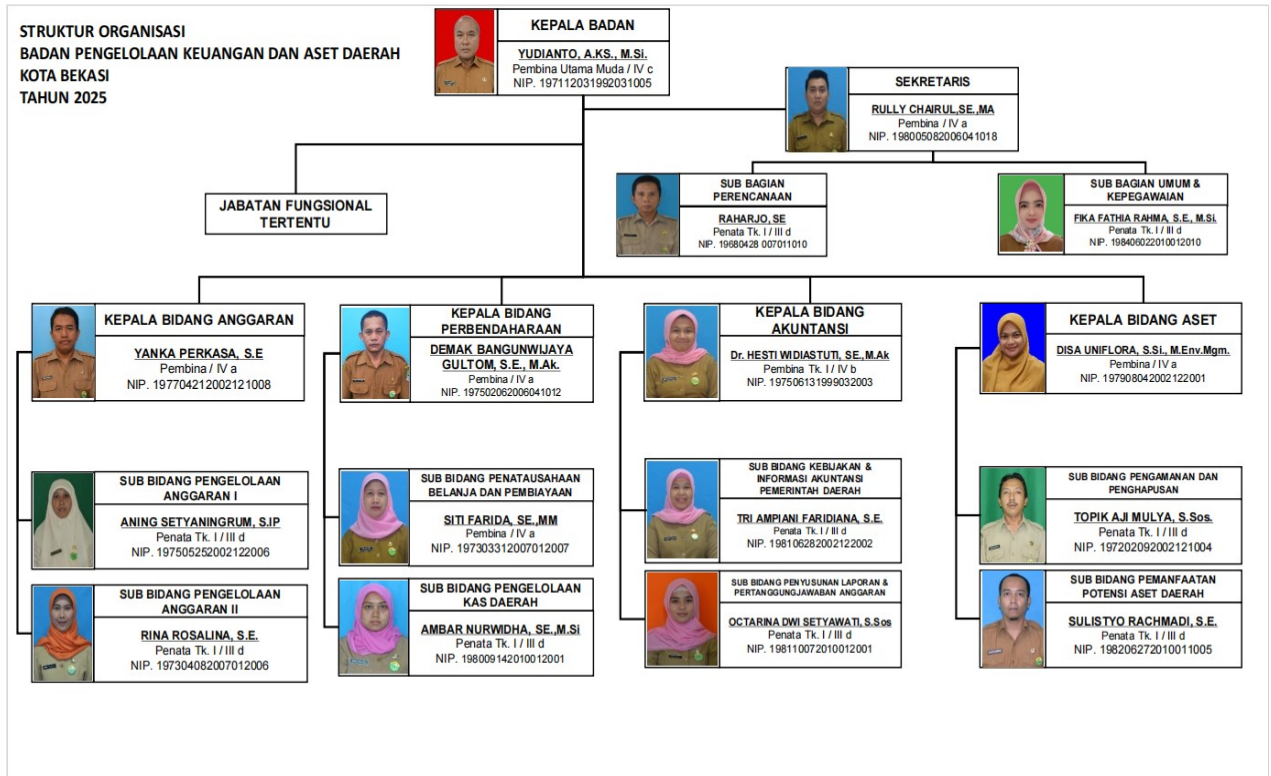 STRUKTUR ORGANISASI
BADAN PENGELOLAAN KEUANGAN DAN ASET DAERAH
KOTA BEKASI
TAHUN 2025
KEPALA BADAN
YUDIANTO, A.KS., M.Si.
Pembina Utama Muda / IV c
NIP. 197112031992031005
SEKRETARIS
RULLY CHAIRUL,SE.,MA
Pembina / IV a
NIP. 198005082006041018
JABATAN FUNGSIONAL
TERTENTU
SUB BAGIAN
PERENCANAAN
RAHARJO, SE
Penata Tk. I / III d
NIP. 19680428 007011010
SUB BAGIAN UMUM &
KEPEGAWAIAN
FIKA FATHIA RAHMA, S.E., M.Si.
Penata Tk. I / III d
NIP. 198406022010012010
KEPALA BIDANG ANGGARAN
YANKA PERKASA, S.E
Pembina / IV a
NIP. 197704212002121008
KEPALA BIDANG
PERBENDAHARAAN
DEMAK BANGUNWIJAYA
GULTOM, S.E., M.Ak.
Pembina / IV a
NIP. 197502062006041012
KEPALA BIDANG
AKUNTANSI
Dr. HESTI WIDIASTUTI, SE.,M.Ak
Pembina Tk. I / IV b
NIP. 197506131999032003
KEPALA BIDANG ASET
DISA UNIFLORA, S.Si., M.Env.Mgm.
Pembina / IV a
NIP. 197908042002122001
SUB BIDANG PENGELOLAAN
ANGGARAN I
ANING SETYANINGRUM, S.IP
Penata Tk. I / III d
NIP. 197505252002122006
SUB BIDANG PENATAUSAHAAN
BELANJA DAN PEMBIAYAAN
SITI FARIDA, SE.,MM
Pembina / IV a
NIP. 197303312007012007
SUB BIDANG KEBIJAKAN &
INFORMASI AKUNTANSI
PEMERINTAH DAERAH
TRI AMPIANI FARIDIANA, S.E.
Penata Tk. I / III d
NIP. 198106282002122002
SUB BIDANG PENGAMANAN DAN
PENGHAPUSAN
TOPIK AJI MULYA, S.Sos.
Penata Tk. I / III d
NIP. 197202092002121004
SUB BIDANG PENGELOLAAN
ANGGARAN II
RINA ROSALINA, S.E.
Penata Tk. I / III d
NIP. 197304082007012006
SUB BIDANG PENGELOLAAN
KAS DAERAH
AMBAR NURWIDHA, SE.,M.Si
Penata Tk. I / III d
NIP. 198009142010012001
SUB BIDANG PENYUSUNAN LAPORAN &
PERTANGGUNGJAWABAN ANGGARAN
OCTARINA DWI SETYAWATI, S.Sos
Penata Tk. I / III d
NIP. 198110072010012001
SUB BIDANG PEMANFAATAN
POTENSI ASET DAERAH
SULISTYO RACHMADI, S.E.
Penata Tk. I / III d
NIP. 198206272010011005